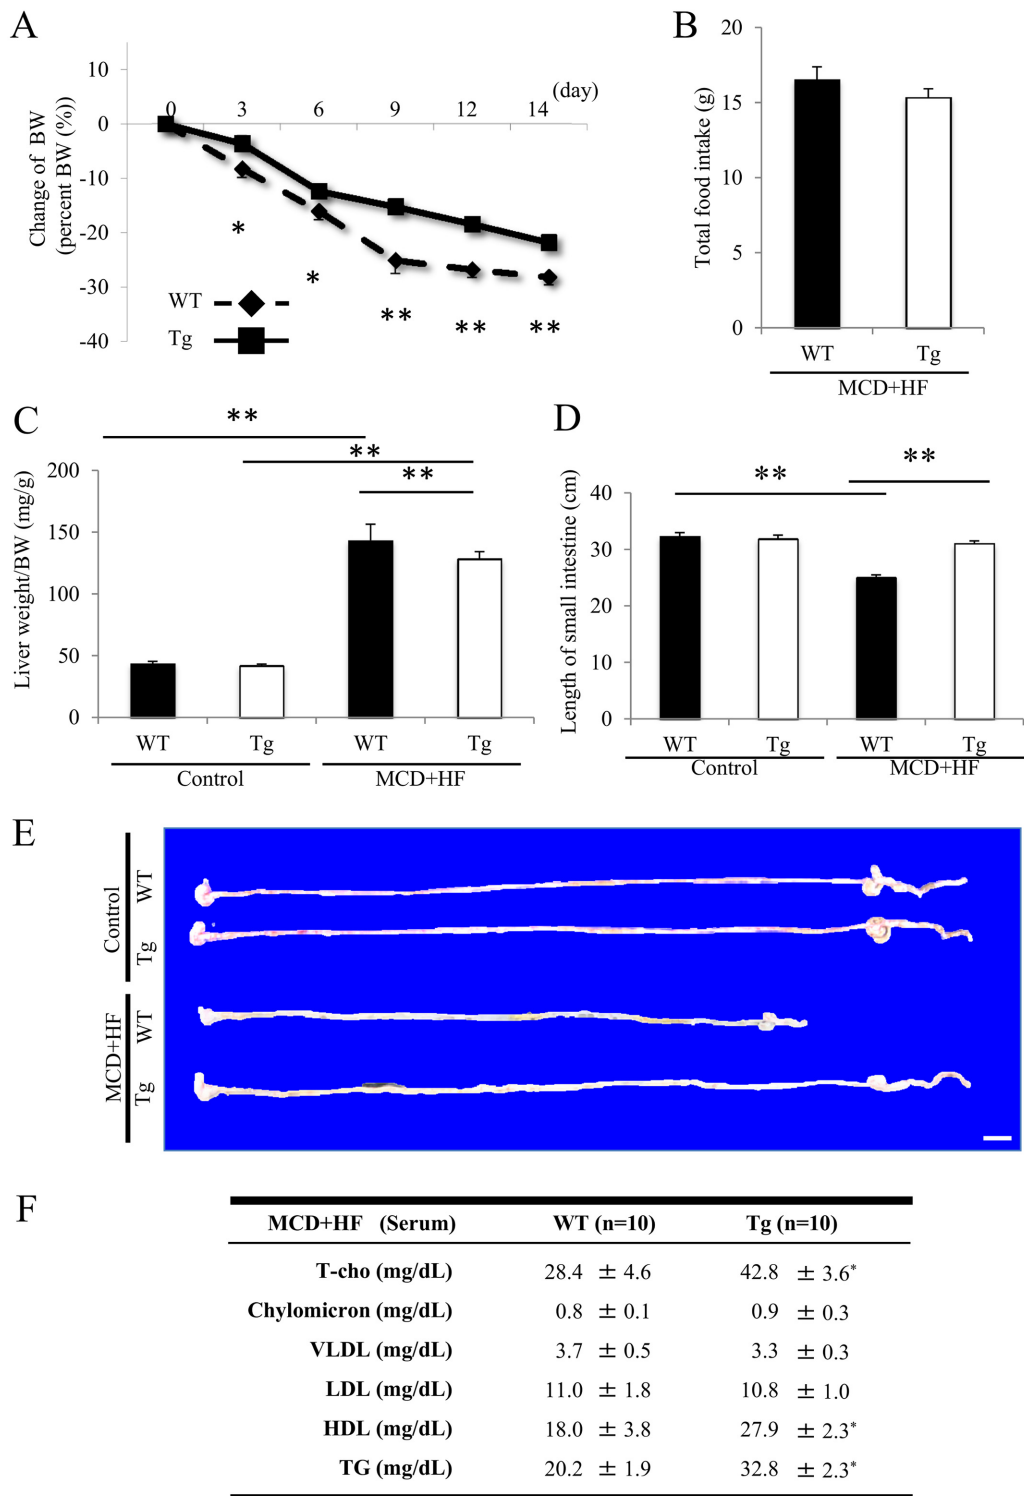 A
10
0
-10
-20
-30
-40
Change of BW
(percent BW (%))
0 3 6 9 12 14 (day)
* * ** ** **
WT
Tg
B
20
15
10
5
0
Total food intake (g)
WT Tg
MCD+HF
C
**
**
**
200
150
100
50
0
Liver weight/BW (mg/g)
WT Tg WT Tg
Control MCD+HF
D
**
**
40
30
20
10
0
Length of small intestine (cm)
WT Tg WT Tg
Control MCD+HF
E
Control
WT
Tg
MCD+HF
WT
Tg
F
MCD+HF (Serum) WT (n=10) Tg (n=10)
T-cho (mg/dL) 28.4 ± 4.6 42.8 ± 3.6*
Chylomicron (mg/dL) 0.8 ± 0.1 0.9 ± 0.3
VLDL (mg/dL) 3.7 ± 0.5 3.3 ± 0.3
LDL (mg/dL) 11.0 ± 1.8 10.8 ± 1.0
HDL (mg/dL) 18.0 ± 3.8 27.9 ± 2.3*
TG (mg/dL) 20.2 ± 1.9 32.8 ± 2.3*